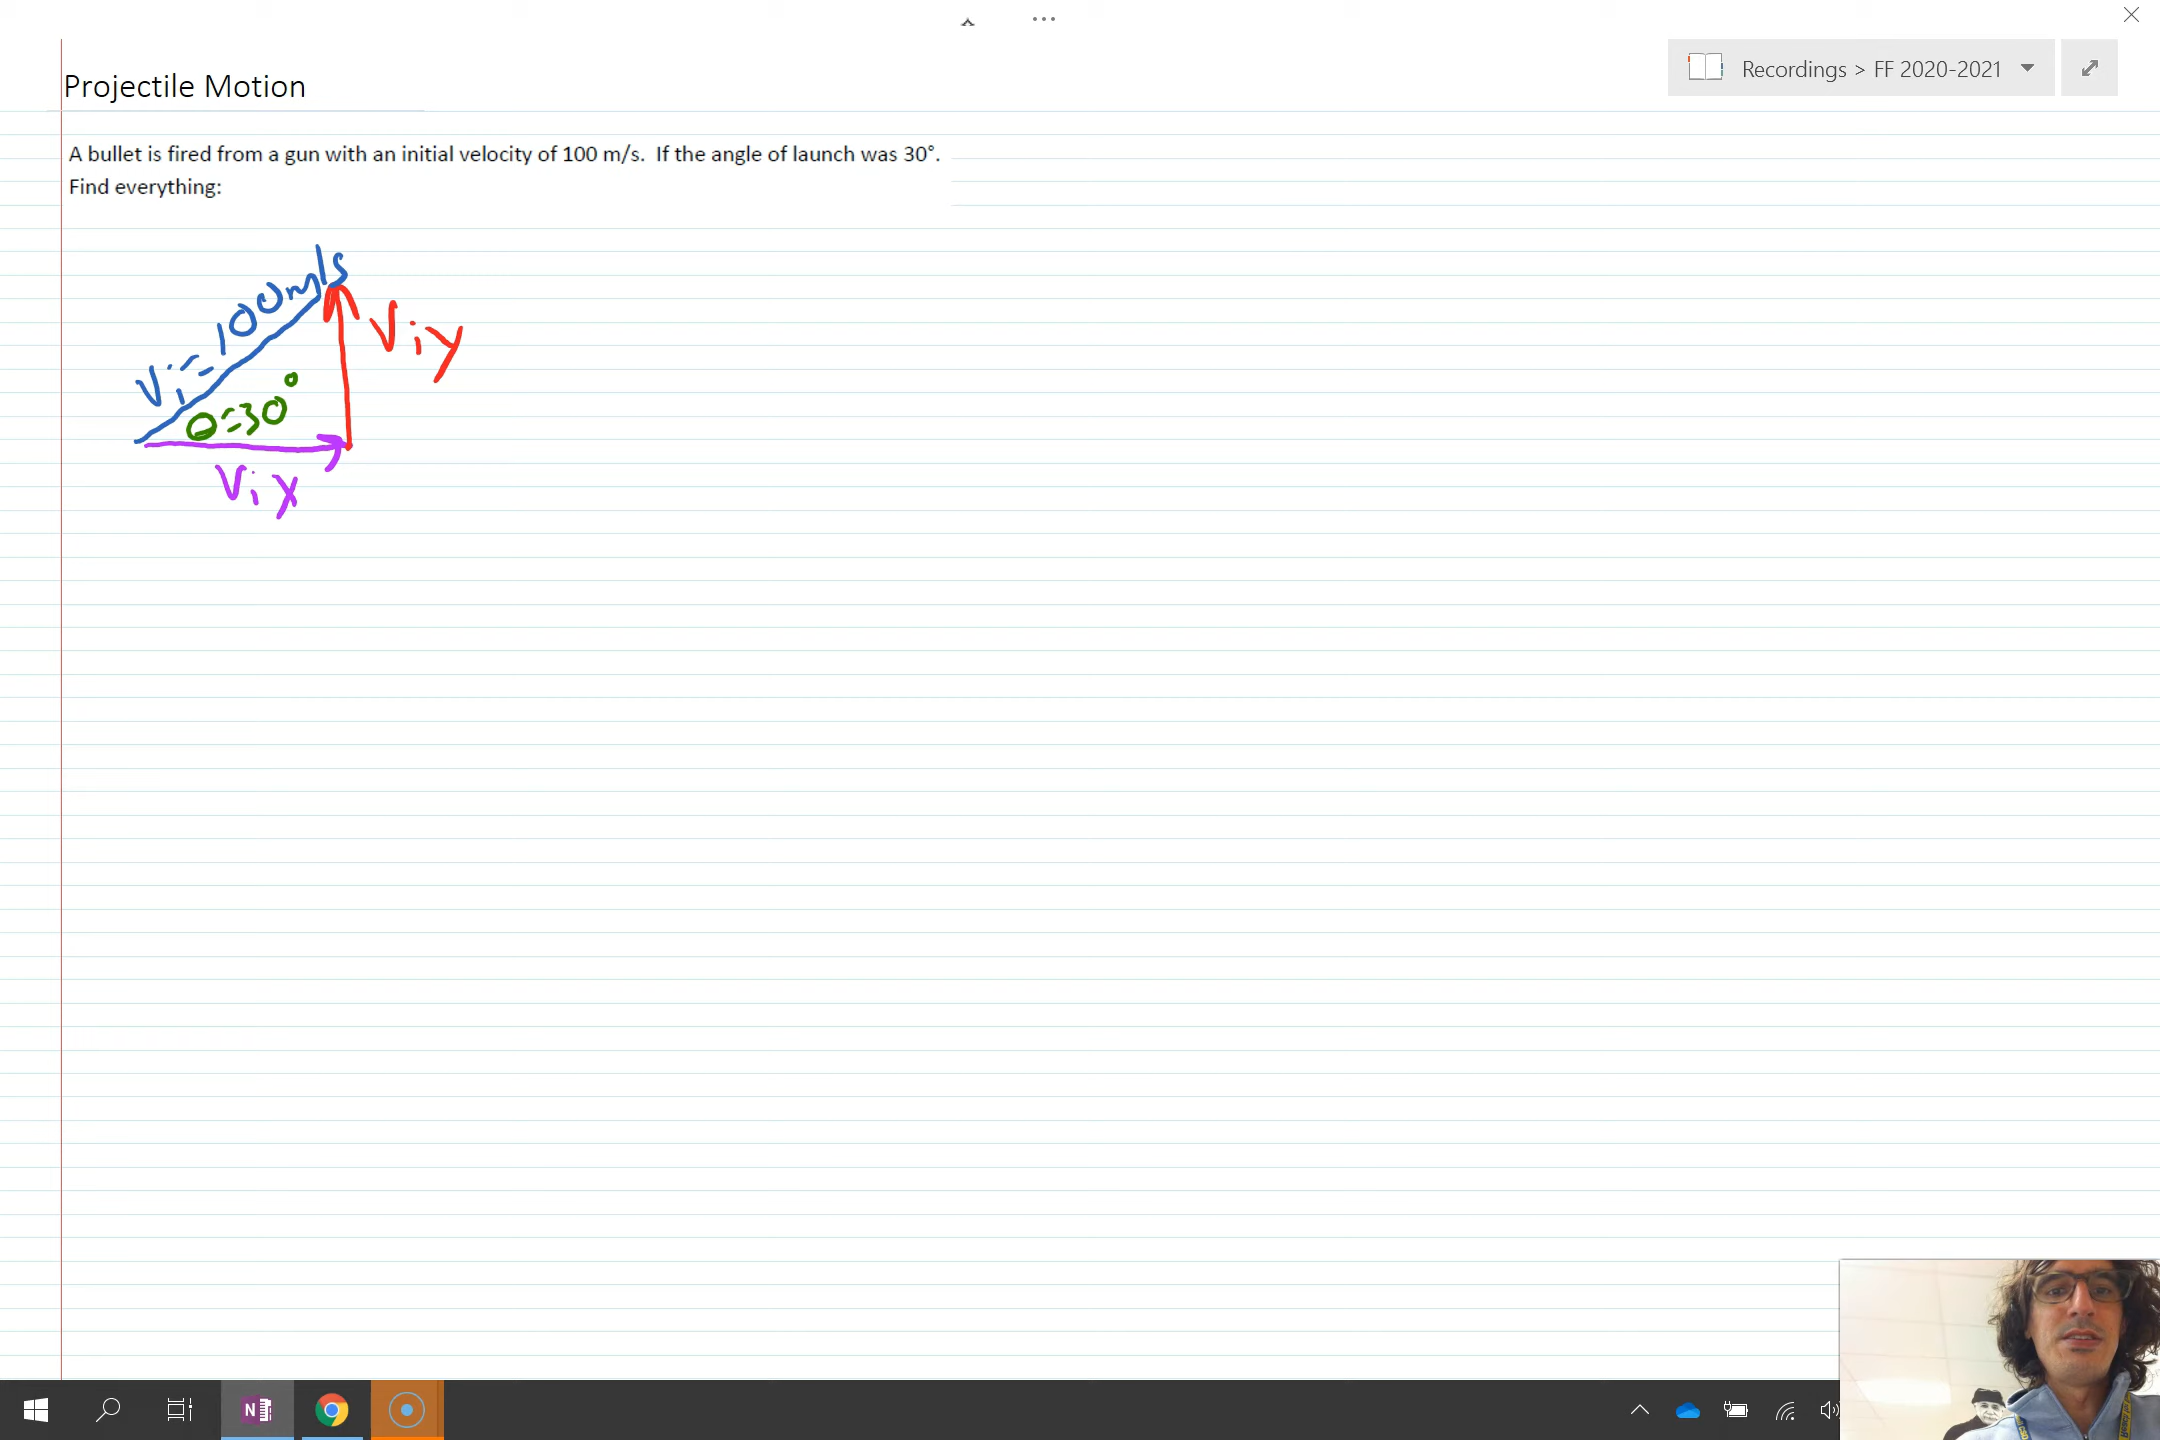 Recordings > FF 2020-2021
Projectile Motion
A bullet is fired from a gun with an initial velocity of 100 m/s. If the angle of launch was 30°.
Find everything:
Vi = 100 m/s
Viy
θ = 30°
Vix
N